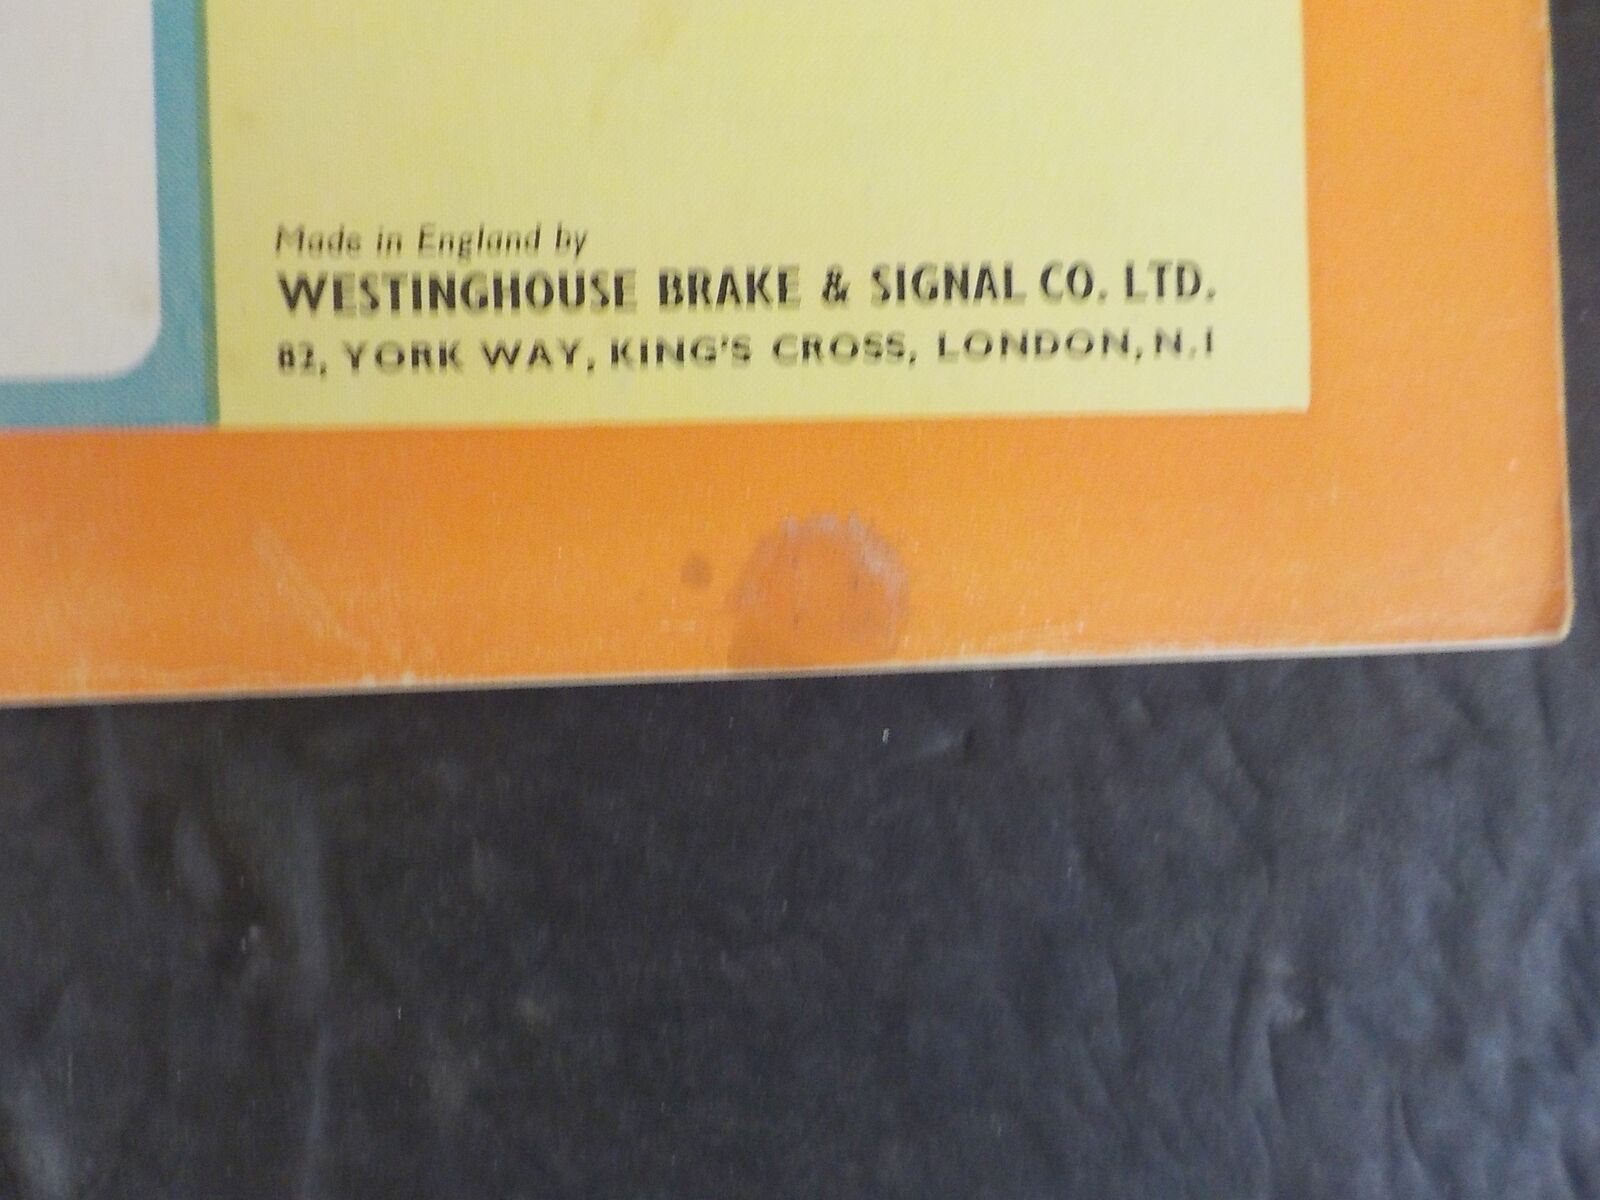 Made in England by
WESTINGHOUSE BRAKE & SIGNAL CO. LTD.
82, YORK WAY, KING'S CROSS, LONDON, N.1